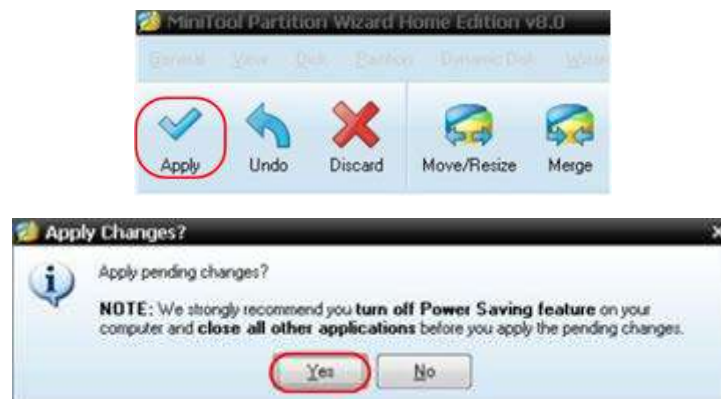 MiniTool Partition Wizard Home Edition v8.0
General View Disk Partition Dynamic Disk
Apply Undo Discard Move/Resize Merge
Apply Changes?
Apply pending changes?
NOTE: We strongly recommend you turn off Power Saving feature on your
computer and close all other applications before you apply the pending changes.
Yes No